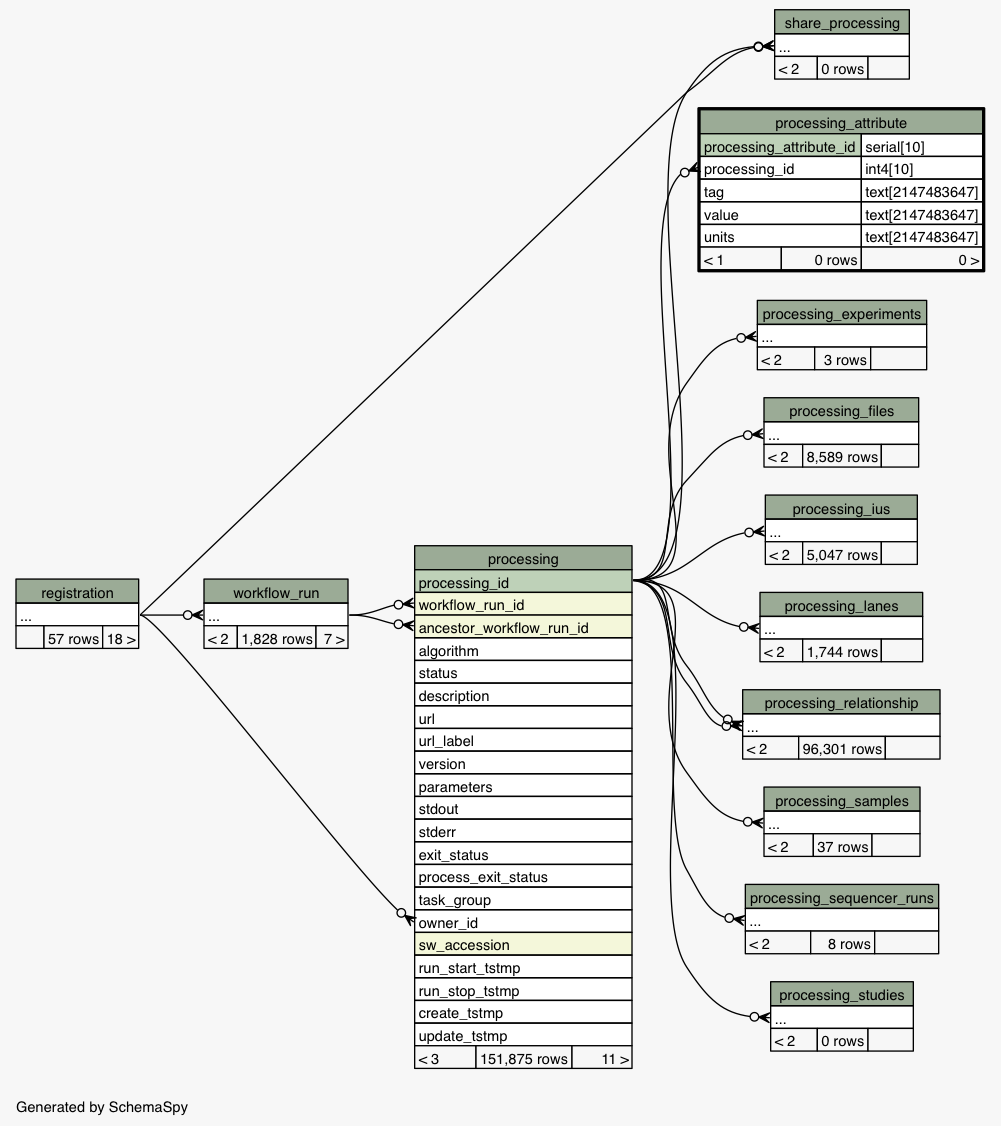 share_processing
...
< 2 0 rows
processing_attribute
processing_attribute_id serial[10]
processing_id int4[10]
tag text[2147483647]
value text[2147483647]
units text[2147483647]
< 1 0 rows 0 >
processing_experiments
...
< 2 3 rows
processing_files
...
< 2 8,589 rows
processing_ius
...
< 2 5,047 rows
registration
...
57 rows 18 >
workflow_run
...
< 2 1,828 rows 7 >
processing
processing_id
workflow_run_id
ancestor_workflow_run_id
algorithm
status
description
url
url_label
version
parameters
stdout
stderr
exit_status
process_exit_status
task_group
owner_id
sw_accession
run_start_tstmp
run_stop_tstmp
create_tstmp
update_tstmp
< 3 151,875 rows 11 >
processing_lanes
...
< 2 1,744 rows
processing_relationship
...
< 2 96,301 rows
processing_samples
...
< 2 37 rows
processing_sequencer_runs
...
< 2 8 rows
processing_studies
...
< 2 0 rows
Generated by SchemaSpy